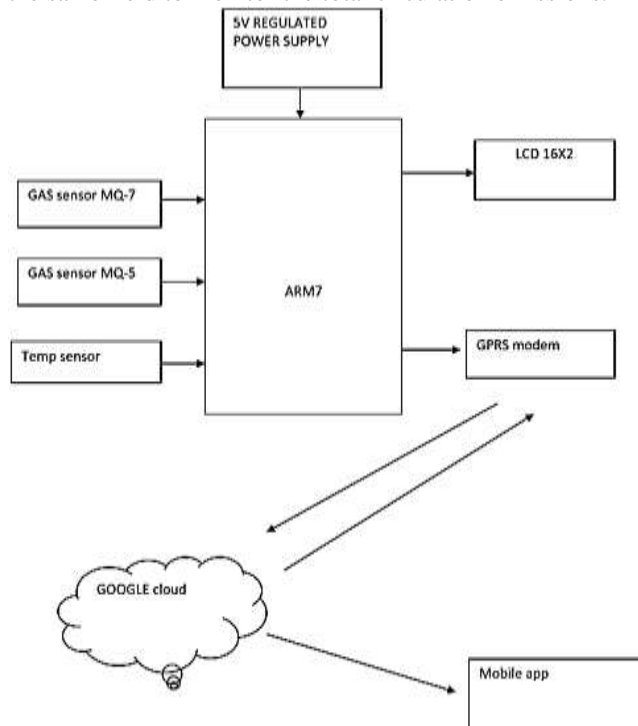 5V REGULATED
POWER SUPPLY
LCD 16X2
GAS sensor MQ-7
GAS sensor MQ-5
ARM7
Temp sensor
GPRS modem
GOOGLE cloud
Mobile app